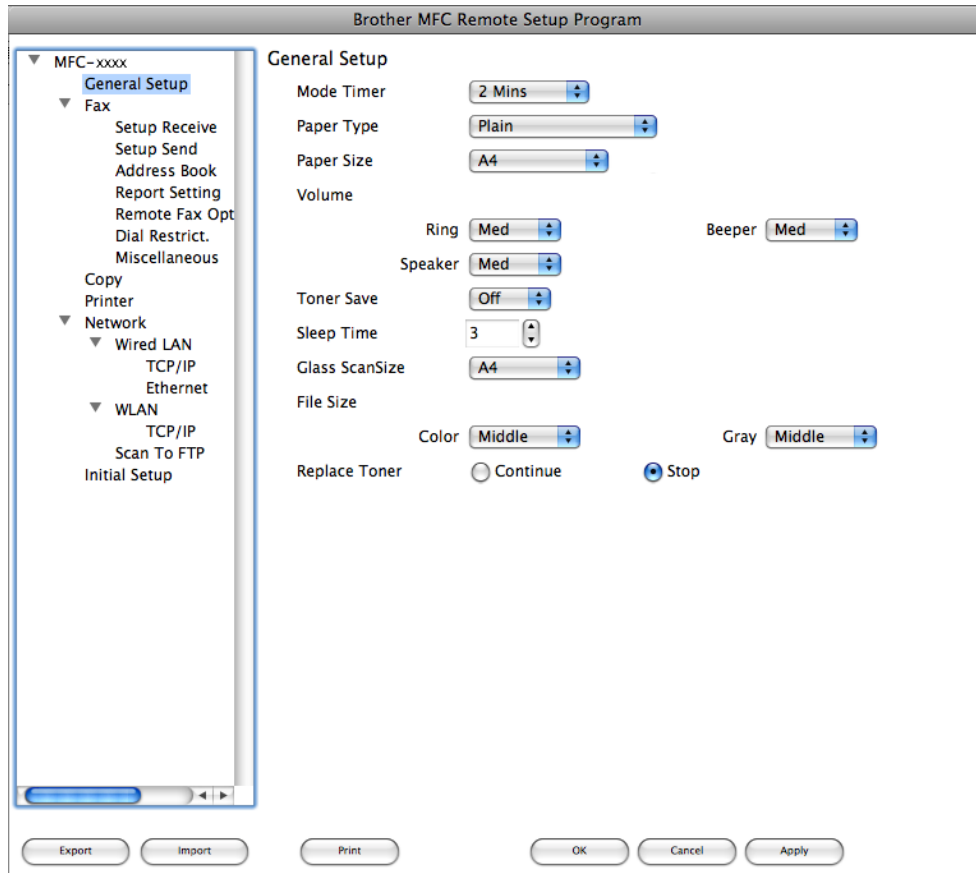 Brother MFC Remote Setup Program
MFC-xxxx
General Setup
Fax
Setup Receive
Setup Send
Address Book
Report Setting
Remote Fax Opt
Dial Restrict.
Miscellaneous
Copy
Printer
Network
Wired LAN
TCP/IP
Ethernet
WLAN
TCP/IP
Scan To FTP
Initial Setup
General Setup
Mode Timer 2 Mins
Paper Type Plain
Paper Size A4
Volume
Ring Med Beeper Med
Speaker Med
Toner Save Off
Sleep Time 3
Glass ScanSize A4
File Size
Color Middle Gray Middle
Replace Toner Continue Stop
Export Import Print OK Cancel Apply